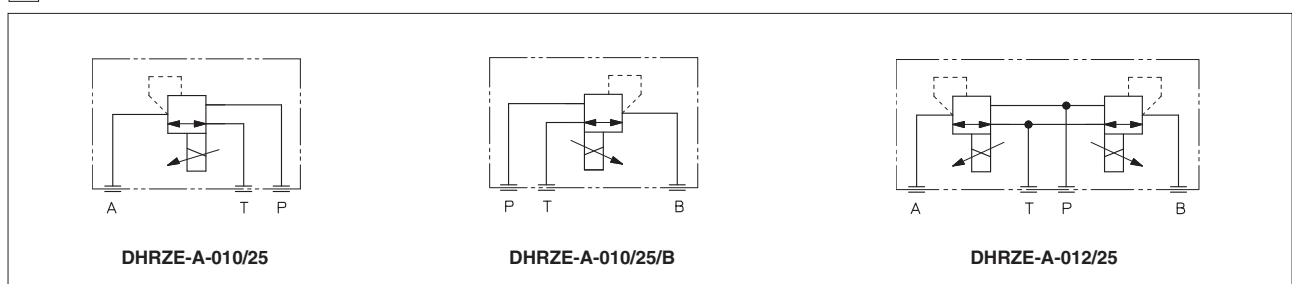 A T P P T B A T P B
DHRZE-A-010/25 DHRZE-A-010/25/B DHRZE-A-012/25